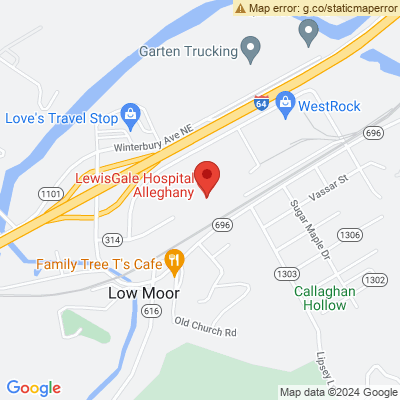 Map error: g.co/staticmaperror
Garten Trucking
64
WestRock
Love's Travel Stop
Winterbury Ave NE
696
LewisGale Hospital
Alleghany
1101
Vassar St
696
314
Sugar Maple Dr
1306
Family Tree T's Cafe
1303
1302
Low Moor
Callaghan
Hollow
616
Old Church Rd
Lipsey L
Google
Map data ©2024 Google